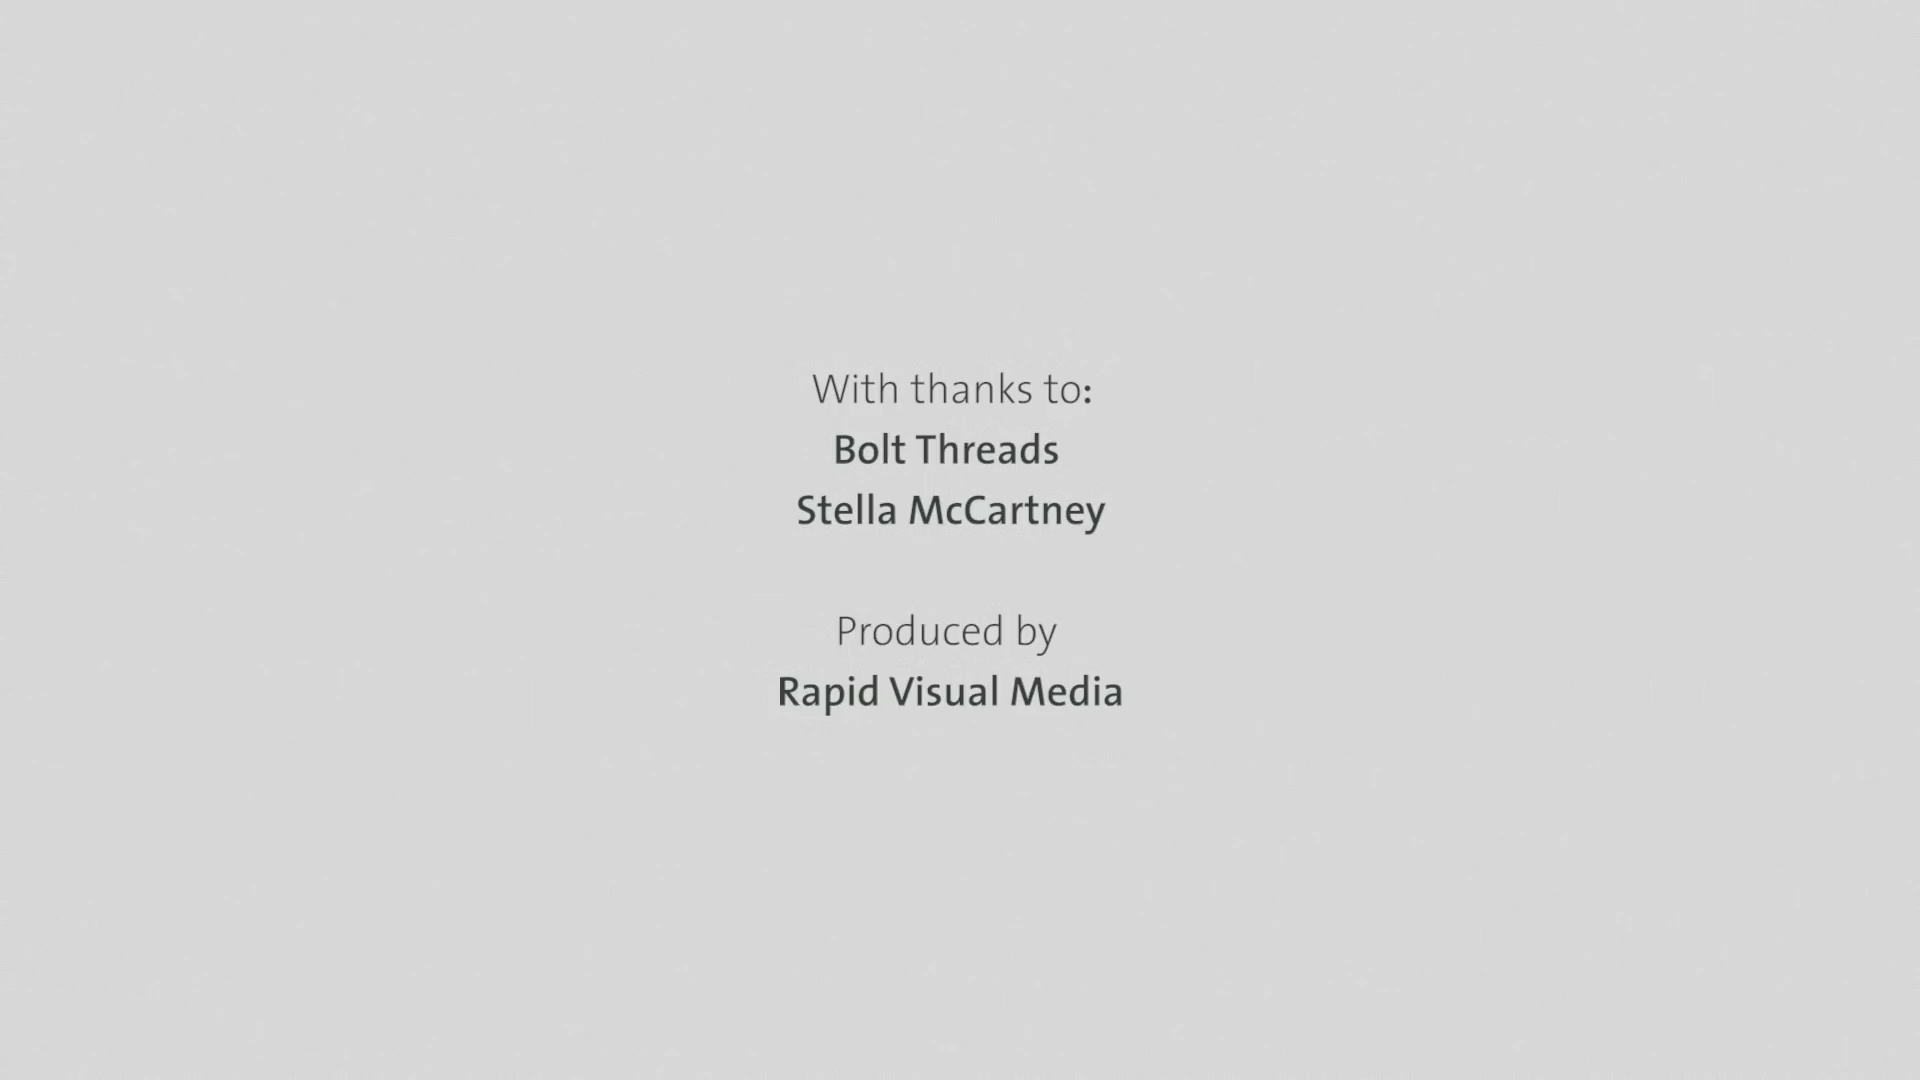 With thanks to:
Bolt Threads
Stella McCartney
Produced by
Rapid Visual Media